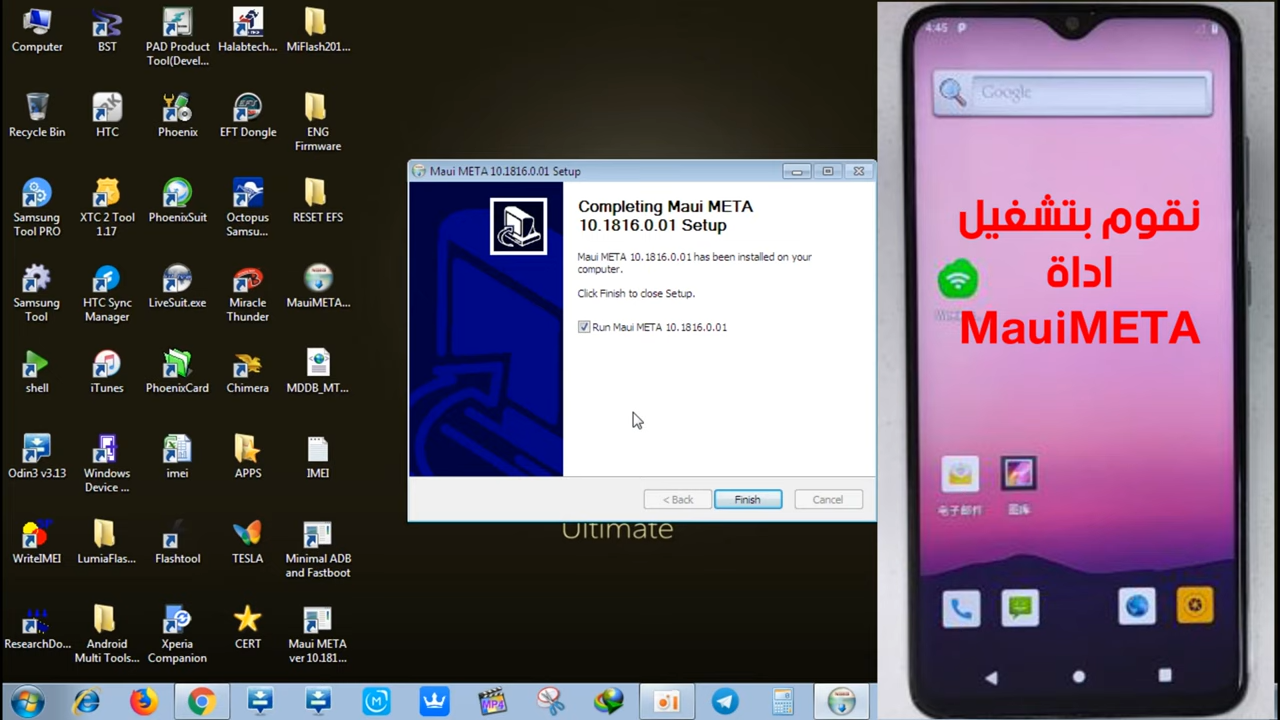 Computer
BST
PAD Product
Tool(Devel...
Halabtech...
MiFlash201...
Recycle Bin
HTC
Phoenix
EFT Dongle
ENG
Firmware
Samsung
Tool PRO
XTC 2 Tool
1.17
PhoenixSuit
Octopus
Samsu...
RESET EFS
Samsung
Tool
HTC Sync
Manager
LiveSuit.exe
Miracle
Thunder
MauiMETA...
shell
iTunes
PhoenixCard
Chimera
MDDB_MT...
Odin3 v3.13
Windows
Device ...
imei
APPS
IMEI
WriteIMEI
LumiaFlas...
Flashtool
TESLA
Minimal ADB
and Fastboot
ResearchDo...
Android
Multi Tools...
Xperia
Companion
CERT
Maui META
ver 10.181...
Maui META 10.1816.0.01 Setup
Completing Maui META
10.1816.0.01 Setup
Maui META 10.1816.0.01 has been installed on your
computer.
Click Finish to close Setup.
Run Maui META 10.1816.0.01
< Back
Finish
Cancel
Ultimate
4:45
Google
نقوم بتشغيل
اداة
MauiMETA
电子邮件
图库
MP4